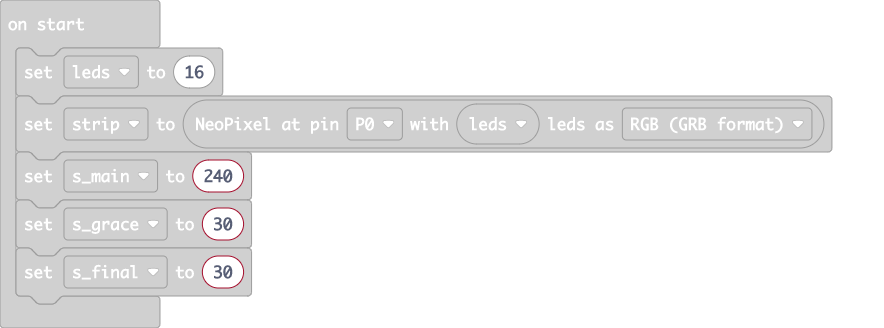 on start
set leds to 16
set strip to NeoPixel at pin P0 with leds leds as RGB (GRB format)
set s_main to 240
set s_grace to 30
set s_final to 30